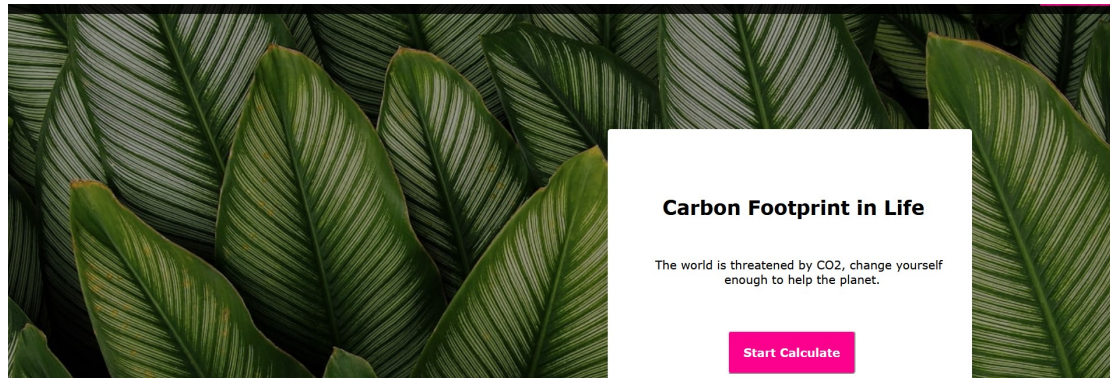 Carbon Footprint in Life
The world is threatened by CO2, change yourself
enough to help the planet.
Start Calculate